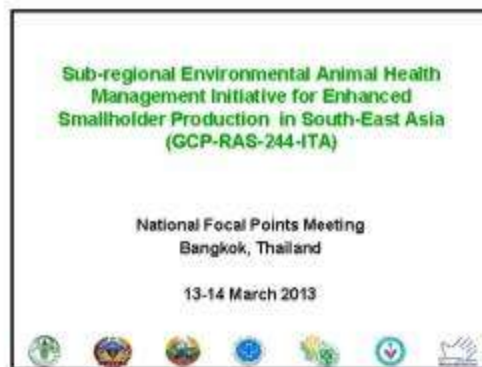 Sub-regional Environmental Animal Health
Management Initiative for Enhanced
Smallholder Production in South-East Asia
(GCP-RAS-244-ITA)
National Focal Points Meeting
Bangkok, Thailand
13-14 March 2013